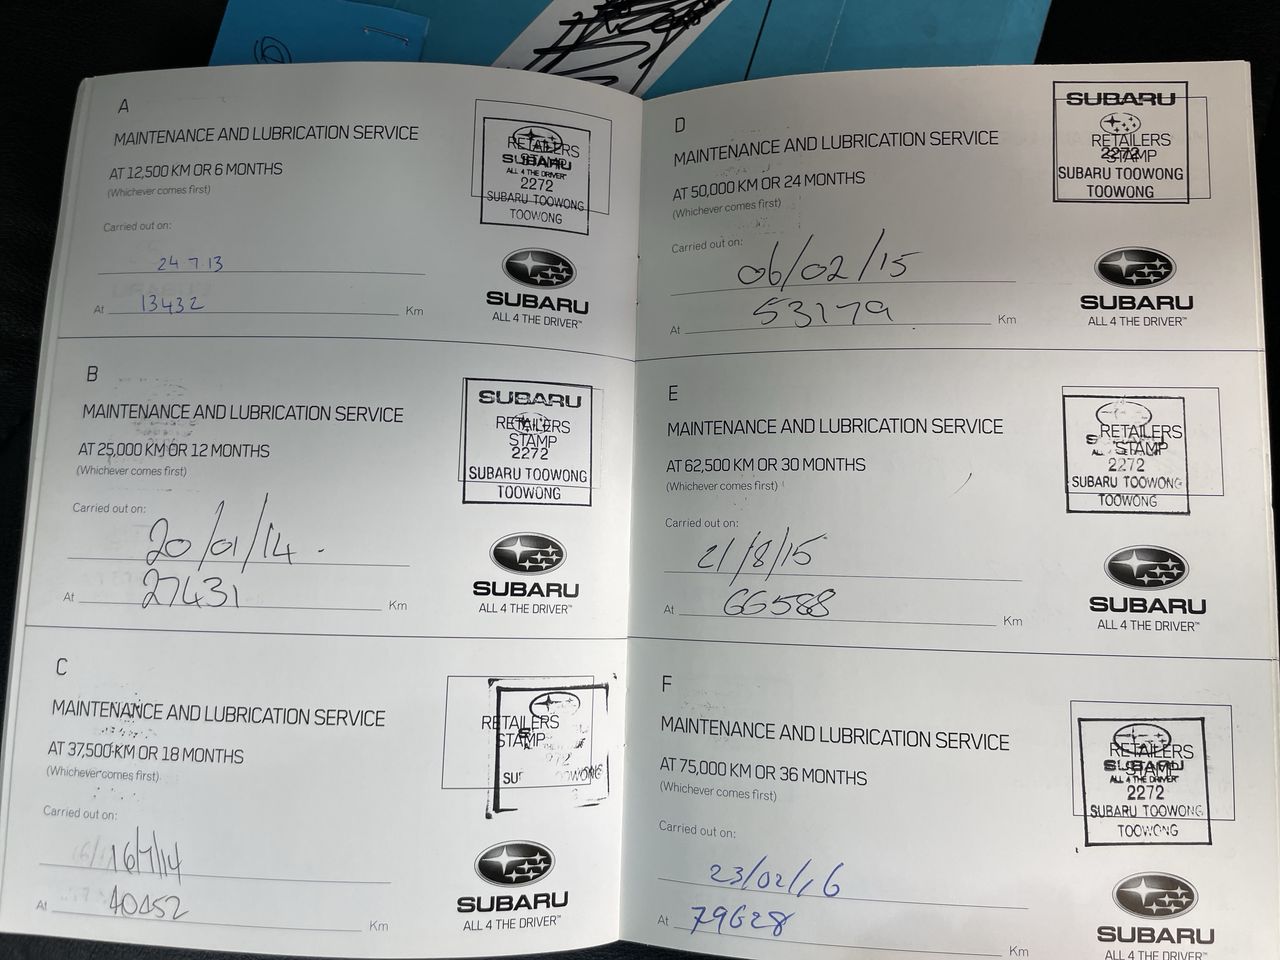 A
MAINTENANCE AND LUBRICATION SERVICE
AT 12,500 KM OR 6 MONTHS
(Whichever comes first)
Carried out on:
24 7 13
At 13432 Km
RETAILERS
STAMP
SUBARU
ALL 4 THE DRIVER
2272
SUBARU TOOWONG
TOOWONG
SUBARU
ALL 4 THE DRIVER™
B
MAINTENANCE AND LUBRICATION SERVICE
AT 25,000 KM OR 12 MONTHS
(Whichever comes first)
Carried out on:
20/01/14.
At 27431 Km
SUBARU
RETAILERS
STAMP
2272
SUBARU TOOWONG
TOOWONG
SUBARU
ALL 4 THE DRIVER™
C
MAINTENANCE AND LUBRICATION SERVICE
AT 37,500 KM OR 18 MONTHS
(Whichever comes first)
Carried out on:
16/7/14
At 40452 Km
RETAILERS
STAMP
SUBARU
ALL 4 THE DRIVER™
D
MAINTENANCE AND LUBRICATION SERVICE
AT 50,000 KM OR 24 MONTHS
(Whichever comes first)
Carried out on:
06/02/15
At 53179 Km
SUBARU
RETAILERS
STAMP
2272
SUBARU TOOWONG
TOOWONG
SUBARU
ALL 4 THE DRIVER™
E
MAINTENANCE AND LUBRICATION SERVICE
AT 62,500 KM OR 30 MONTHS
(Whichever comes first)
Carried out on:
21/8/15
At 66588 Km
RETAILERS
STAMP
2272
SUBARU TOOWONG
TOOWONG
SUBARU
ALL 4 THE DRIVER™
F
MAINTENANCE AND LUBRICATION SERVICE
AT 75,000 KM OR 36 MONTHS
(Whichever comes first)
Carried out on:
23/02/16
At 79628 Km
RETAILERS
STAMP
SUBARU
ALL 4 THE DRIVER
2272
SUBARU TOOWONG
TOOWONG
SUBARU
ALL 4 THE DRIVER™